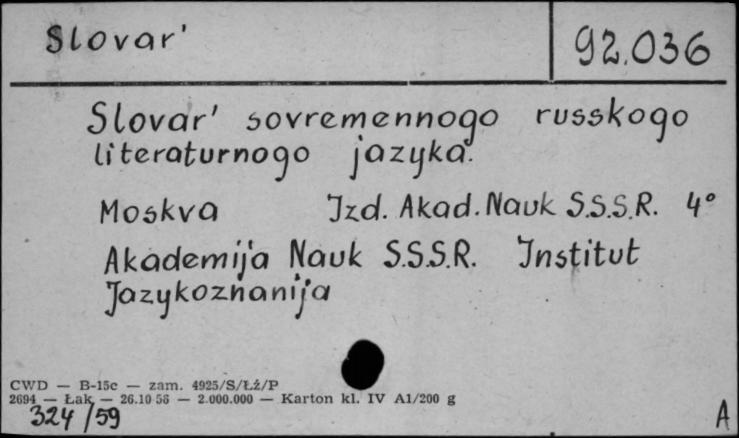 Slovar'
92.036
Slovar' sovremennogo russkogo
literaturnogo jazyka.
Moskva Izd. Akad. Nauk S.S.S.R. 4°
Akademija Nauk S.S.S.R. Institut
Jazykoznanija
CWD — B-15c — zam. 4925/S/Łż/P
2694 — Łak — 26.10 56 — 2.000.000 — Karton kl. IV A1/200 g
324/59
A